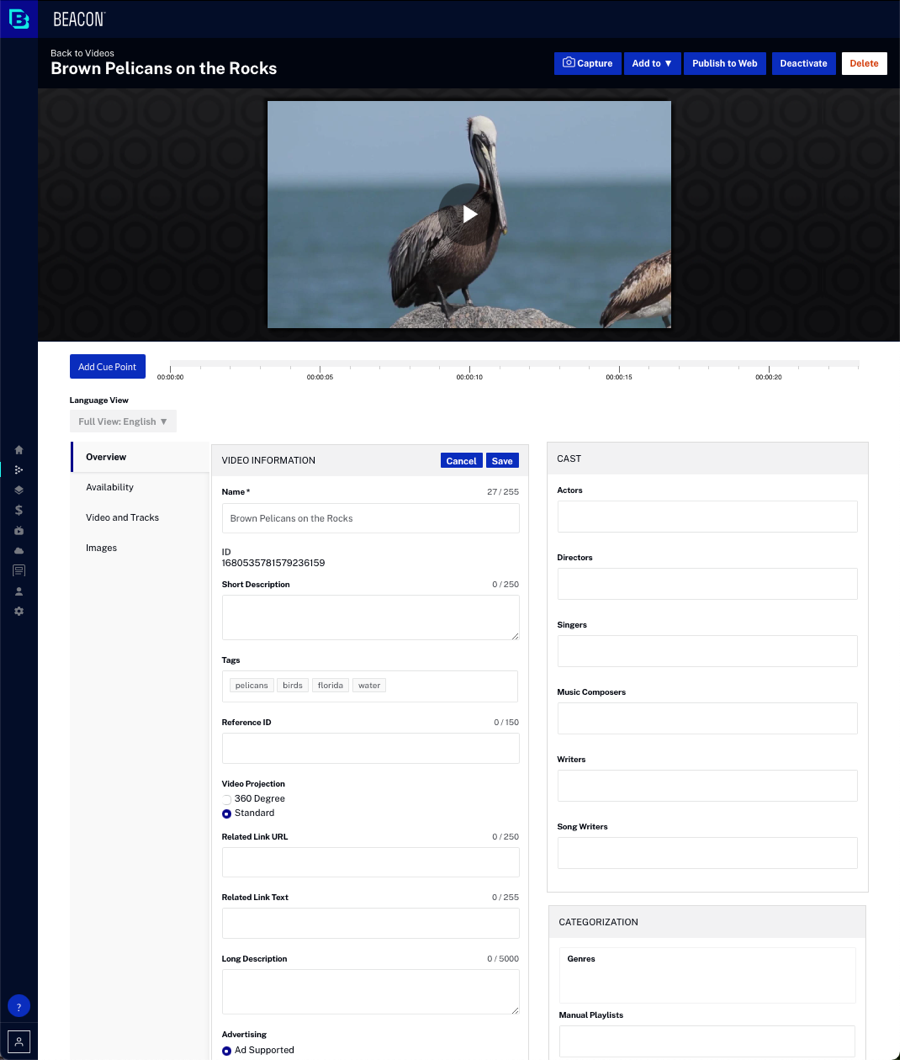 BEACON
Back to Videos
Brown Pelicans on the Rocks
Capture
Add to ▼
Publish to Web
Deactivate
Delete
Add Cue Point
00:00:00
00:00:05
00:00:10
00:00:15
00:00:20
Language View
Full View: English ▼
Overview
Availability
Video and Tracks
Images
VIDEO INFORMATION
Cancel
Save
Name *
27 / 255
Brown Pelicans on the Rocks
ID
1680535781579236159
Short Description
0 / 250
Tags
pelicans
birds
florida
water
Reference ID
0 / 150
Video Projection
360 Degree
Standard
Related Link URL
0 / 250
Related Link Text
0 / 255
Long Description
0 / 5000
Advertising
Ad Supported
CAST
Actors
Directors
Singers
Music Composers
Writers
Song Writers
CATEGORIZATION
Genres
Manual Playlists
?